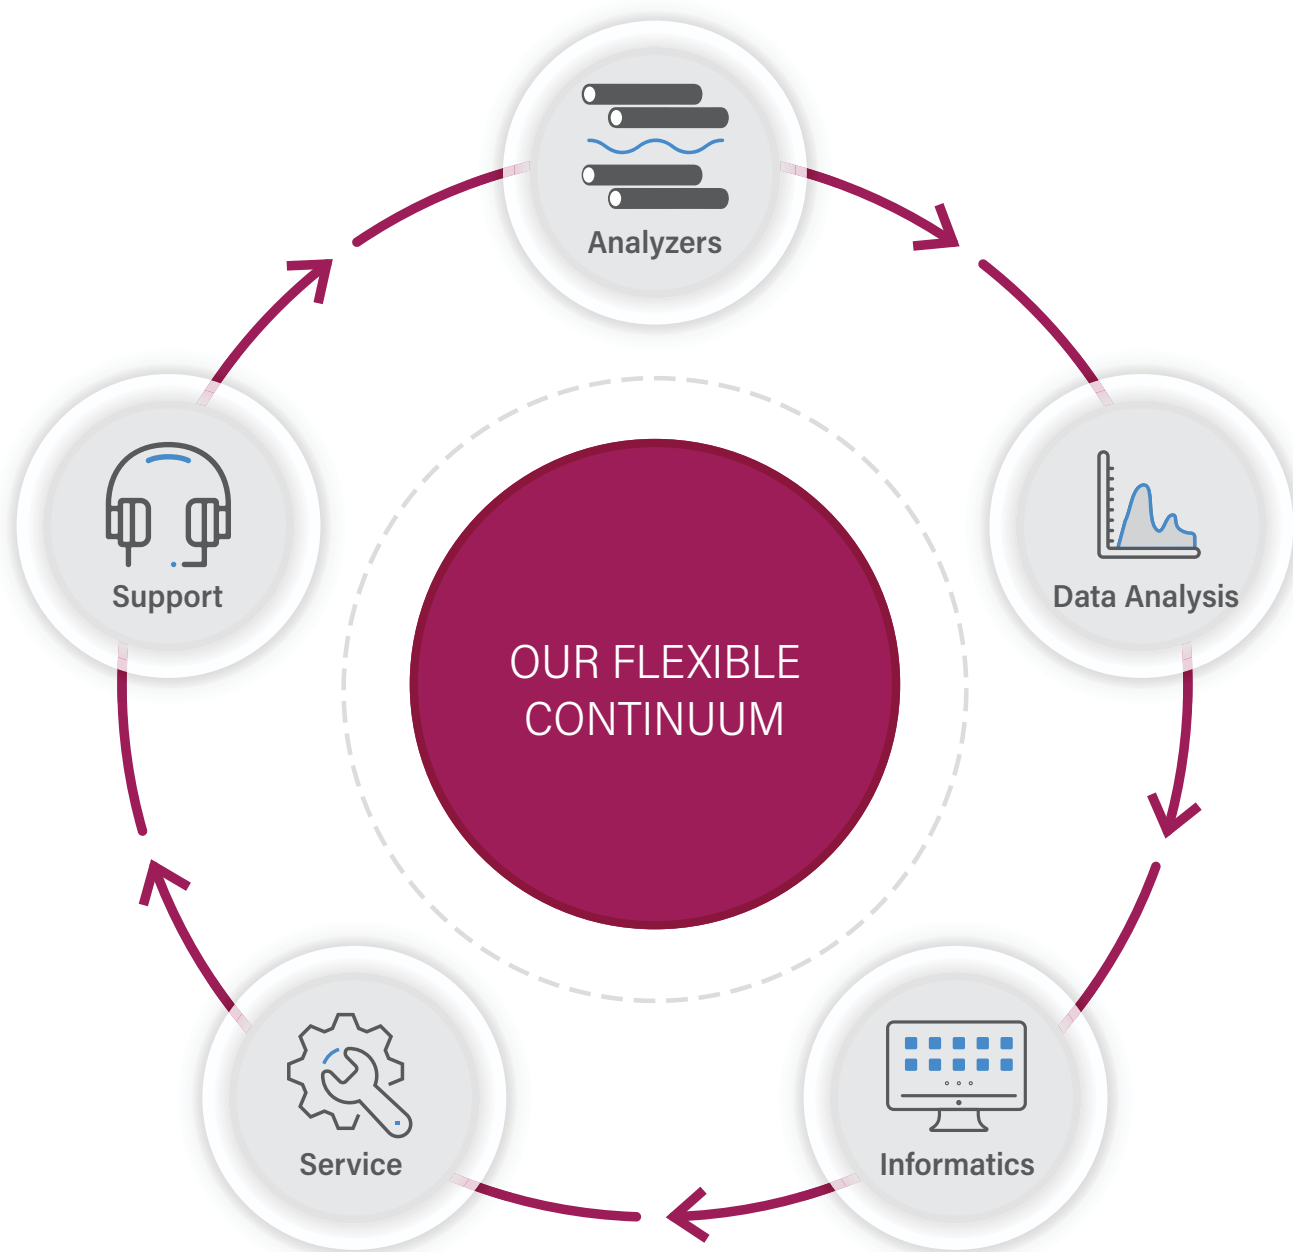 Analyzers
Data Analysis
Informatics
Service
Support
OUR FLEXIBLE
CONTINUUM